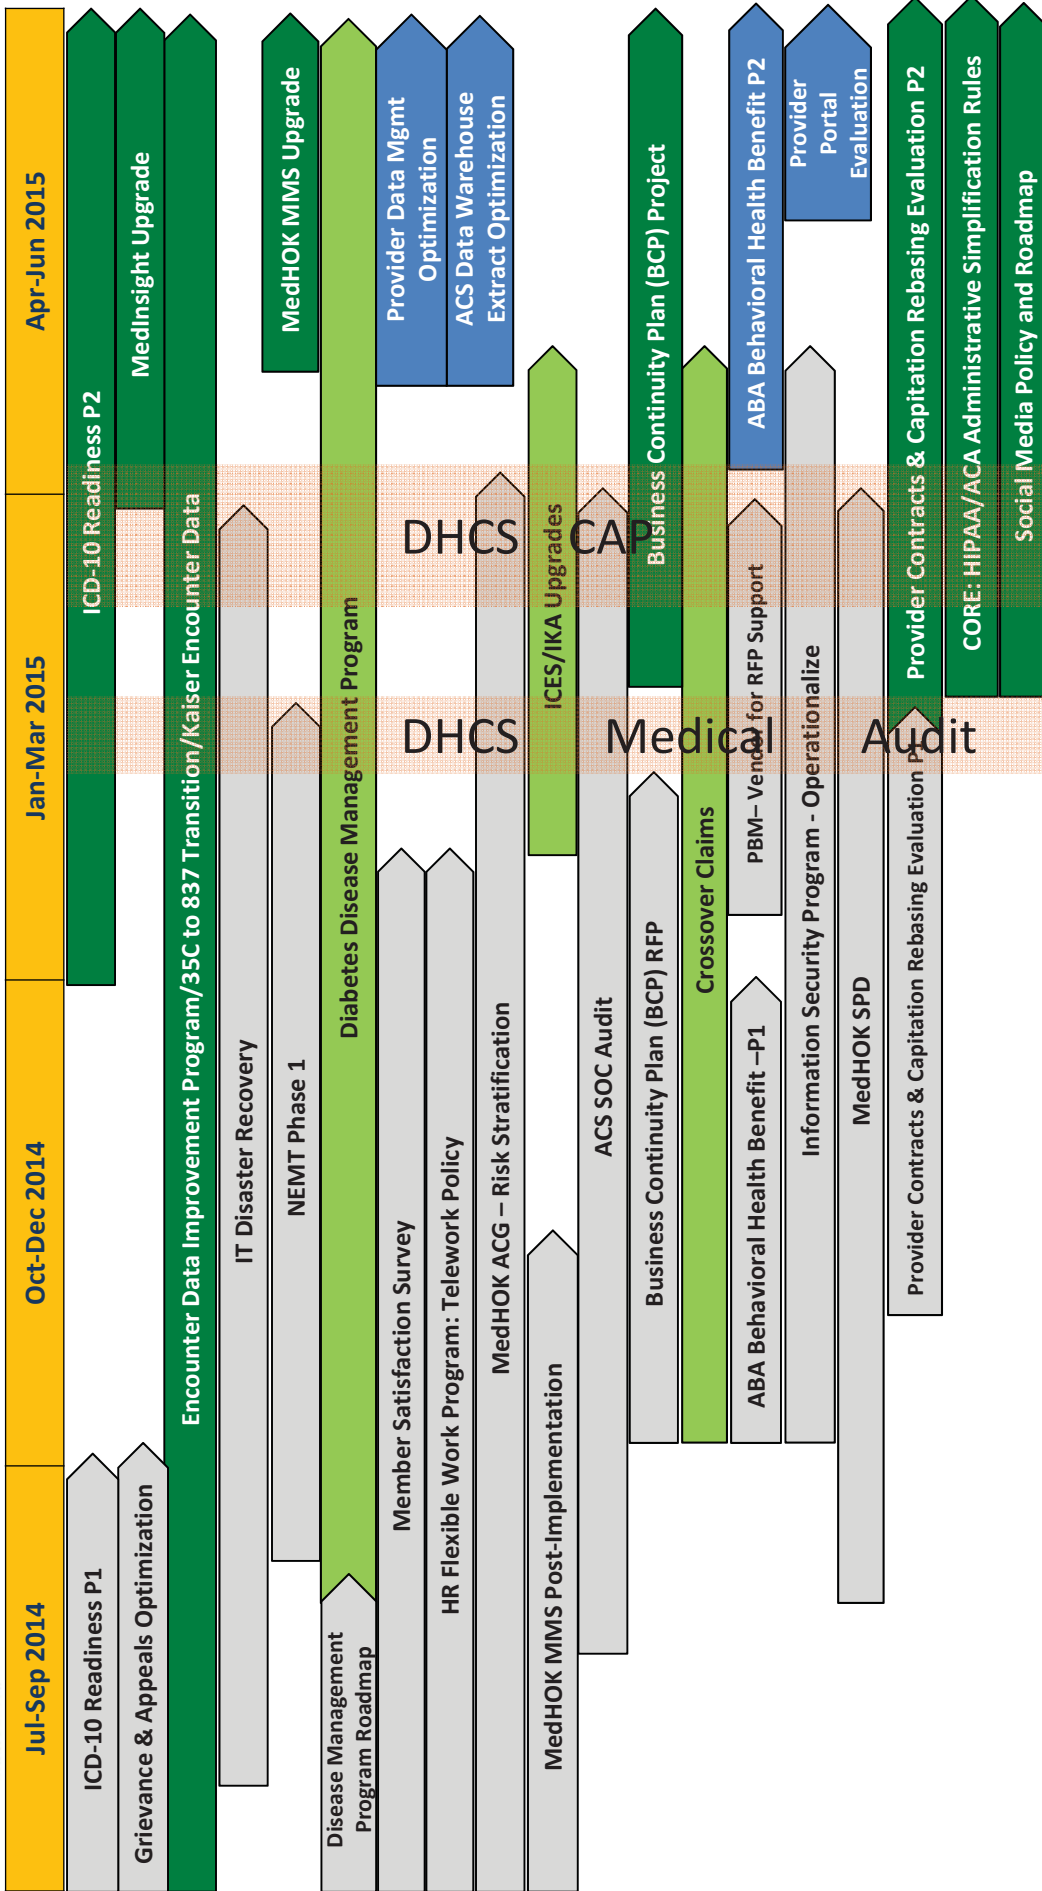 Jul-Sep 2014
Oct-Dec 2014
Jan-Mar 2015
Apr-Jun 2015
ICD-10 Readiness P1
ICD-10 Readiness P2
Grievance & Appeals Optimization
MedInsight Upgrade
Encounter Data Improvement Program/35C to 837 Transition/Kaiser Encounter Data
IT Disaster Recovery
NEMT Phase 1
MedHOK MMS Upgrade
Disease Management
Program Roadmap
Diabetes Disease Management Program
Member Satisfaction Survey
Provider Data Mgmt
Optimization
HR Flexible Work Program: Telework Policy
ACS Data Warehouse
Extract Optimization
MedHOK ACG – Risk Stratification
MedHOK MMS Post-Implementation
ICES/IKA Upgrades
ACS SOC Audit
Business Continuity Plan (BCP) RFP
Business Continuity Plan (BCP) Project
Crossover Claims
ABA Behavioral Health Benefit –P1
PBM– Vendor for RFP Support
ABA Behavioral Health Benefit P2
Information Security Program - Operationalize
Provider
Portal
Evaluation
MedHOK SPD
Provider Contracts & Capitation Rebasing Evaluation P1
Provider Contracts & Capitation Rebasing Evaluation P2
CORE: HIPAA/ACA Administrative Simplification Rules
Social Media Policy and Roadmap
DHCS CAP
DHCS Medical Audit